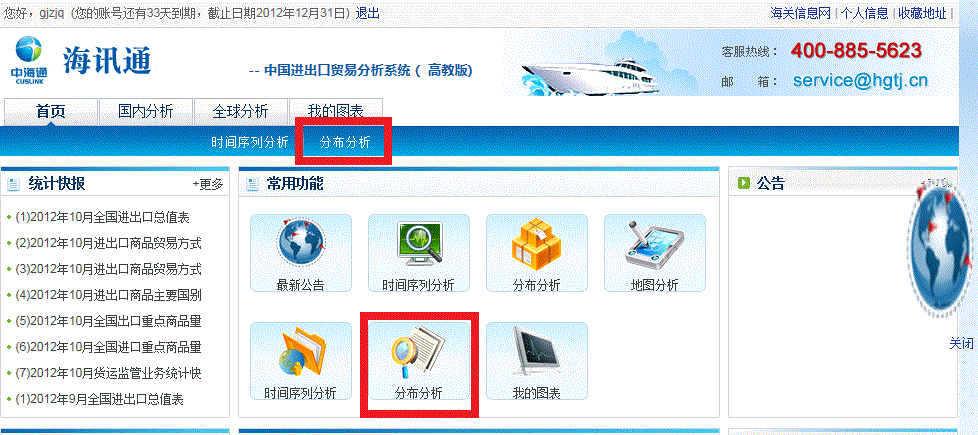 您好，gjzjq (您的账号还有33天到期，截止日期2012年12月31日) 退出
海关信息网 | 个人信息 | 收藏地址 |
中海通
CUSLINK
海讯通
-- 中国进出口贸易分析系统（ 高教版)
客服热线： 400-885-5623
邮 箱： service@hgtj.cn
首页 国内分析 全球分析 我的图表
时间序列分析 分布分析
统计快报 +更多
(1)2012年10月全国进出口总值表
(2)2012年10月进出口商品贸易方式
(3)2012年10月进出口商品贸易方式
(4)2012年10月进出口商品主要国别
(5)2012年10月全国出口重点商品量
(6)2012年10月全国进口重点商品量
(7)2012年10月货运监管业务统计快
(1)2012年9月全国进出口总值表
常用功能
最新公告 时间序列分析 分布分析 地图分析
时间序列分析 分布分析 我的图表
公告
关闭